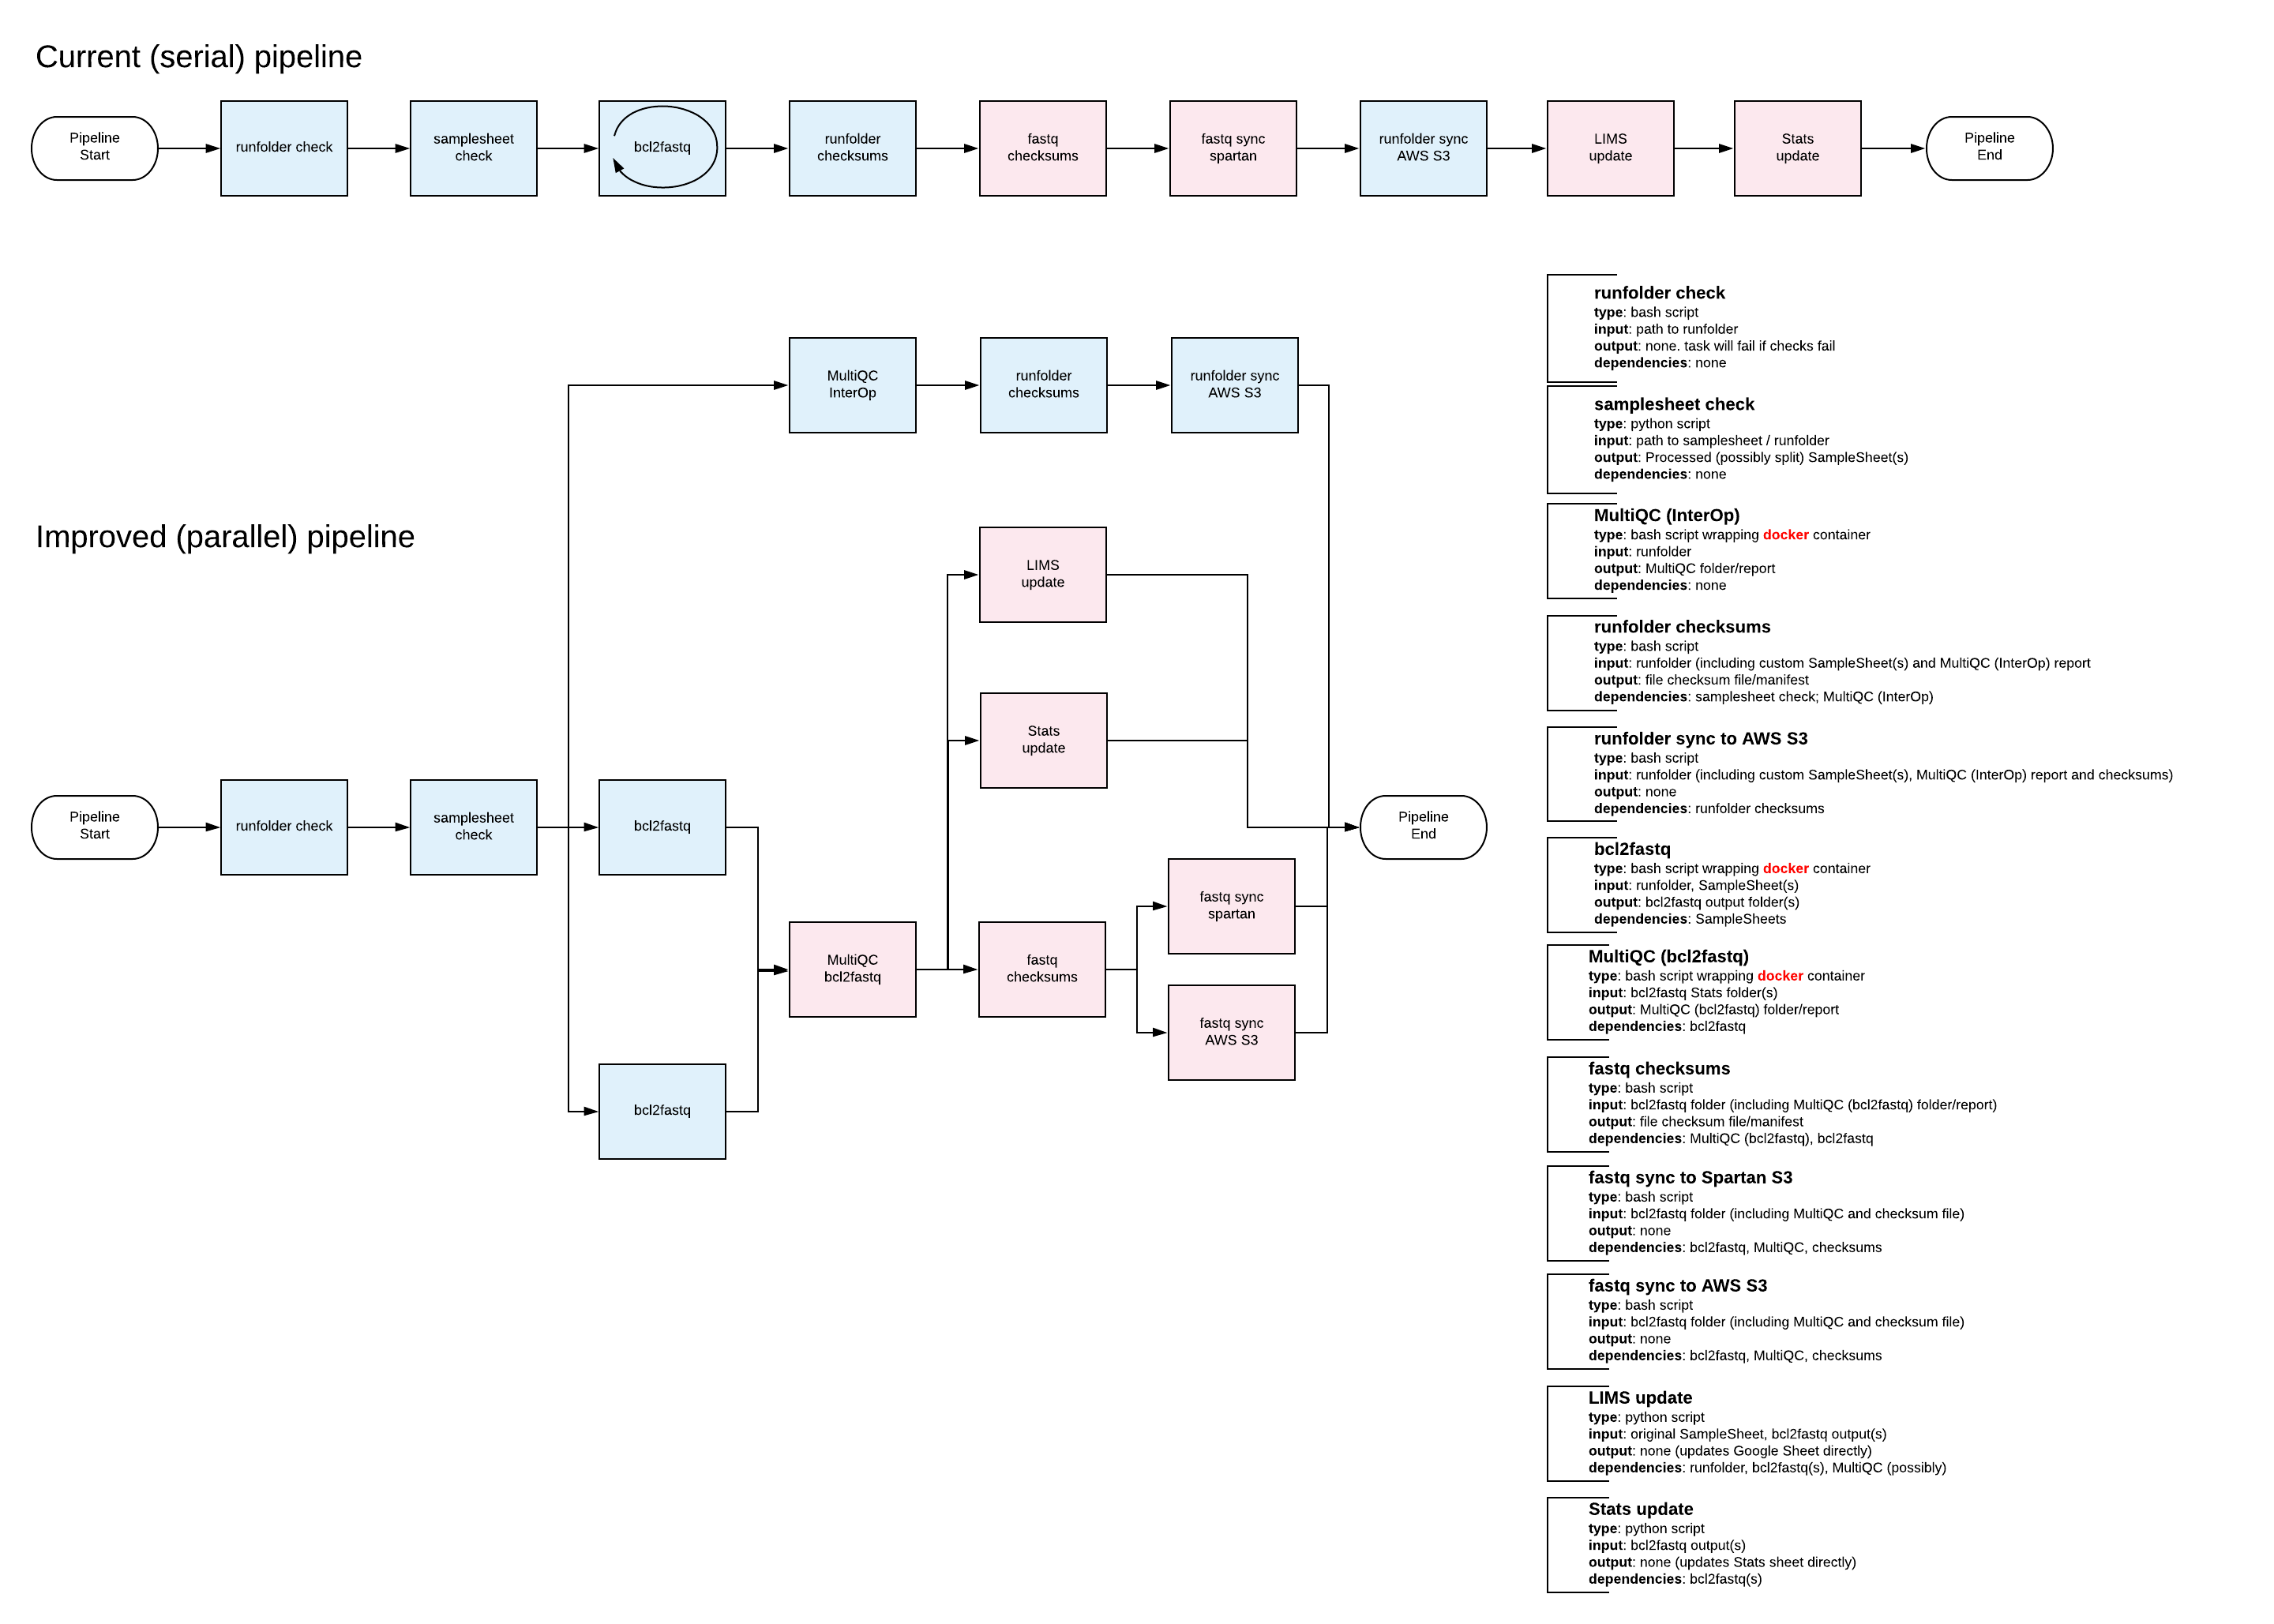 Current (serial) pipeline
Pipeline
Start
runfolder check
samplesheet
check
bcl2fastq
runfolder
checksums
fastq
checksums
fastq sync
spartan
runfolder sync
AWS S3
LIMS
update
Stats
update
Pipeline
End
Improved (parallel) pipeline
Pipeline
Start
runfolder check
samplesheet
check
MultiQC
InterOp
runfolder
checksums
runfolder sync
AWS S3
LIMS
update
Stats
update
bcl2fastq
bcl2fastq
MultiQC
bcl2fastq
fastq
checksums
fastq sync
spartan
fastq sync
AWS S3
Pipeline
End
runfolder check
type: bash script
input: path to runfolder
output: none. task will fail if checks fail
dependencies: none
samplesheet check
type: python script
input: path to samplesheet / runfolder
output: Processed (possibly split) SampleSheet(s)
dependencies: none
MultiQC (InterOp)
type: bash script wrapping docker container
input: runfolder
output: MultiQC folder/report
dependencies: none
runfolder checksums
type: bash script
input: runfolder (including custom SampleSheet(s) and MultiQC (InterOp) report
output: file checksum file/manifest
dependencies: samplesheet check; MultiQC (InterOp)
runfolder sync to AWS S3
type: bash script
input: runfolder (including custom SampleSheet(s), MultiQC (InterOp) report and checksums)
output: none
dependencies: runfolder checksums
bcl2fastq
type: bash script wrapping docker container
input: runfolder, SampleSheet(s)
output: bcl2fastq output folder(s)
dependencies: SampleSheets
MultiQC (bcl2fastq)
type: bash script wrapping docker container
input: bcl2fastq Stats folder(s)
output: MultiQC (bcl2fastq) folder/report
dependencies: bcl2fastq
fastq checksums
type: bash script
input: bcl2fastq folder (including MultiQC (bcl2fastq) folder/report)
output: file checksum file/manifest
dependencies: MultiQC (bcl2fastq), bcl2fastq
fastq sync to Spartan S3
type: bash script
input: bcl2fastq folder (including MultiQC and checksum file)
output: none
dependencies: bcl2fastq, MultiQC, checksums
fastq sync to AWS S3
type: bash script
input: bcl2fastq folder (including MultiQC and checksum file)
output: none
dependencies: bcl2fastq, MultiQC, checksums
LIMS update
type: python script
input: original SampleSheet, bcl2fastq output(s)
output: none (updates Google Sheet directly)
dependencies: runfolder, bcl2fastq(s), MultiQC (possibly)
Stats update
type: python script
input: bcl2fastq output(s)
output: none (updates Stats sheet directly)
dependencies: bcl2fastq(s)